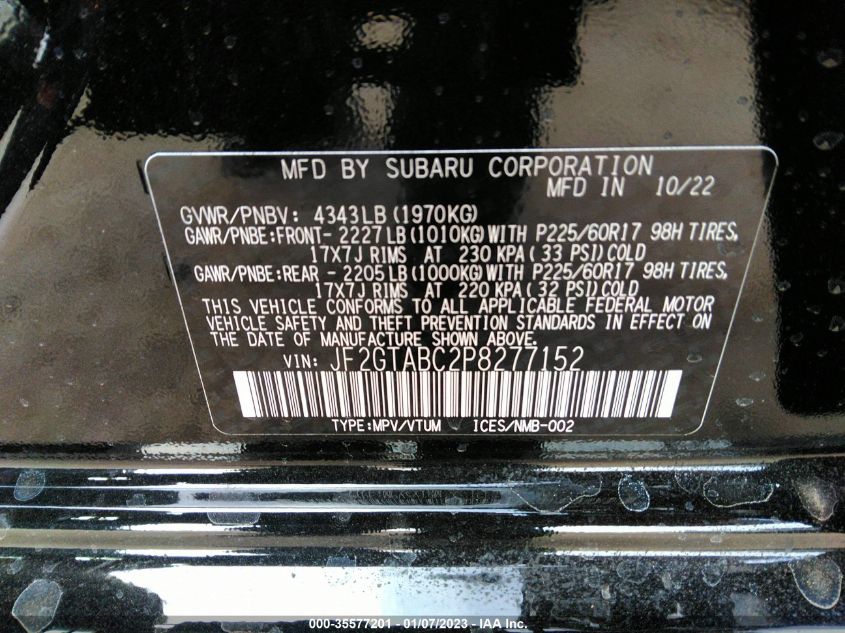 MFD BY SUBARU CORPORATION
MFD IN 10/22
GVWR/PNBV: 4343LB(1970KG)
GAWR/PNBE:FRONT- 2227LB(1010KG)WITH P225/60R17 98H TIRES,
17X7J RIMS AT 230 KPA(33 PSI)COLD
GAWR/PNBE:REAR - 2205LB(1000KG)WITH P225/60R17 98H TIRES,
17X7J RIMS AT 220 KPA(32 PSI)COLD
THIS VEHICLE CONFORMS TO ALL APPLICABLE FEDERAL MOTOR
VEHICLE SAFETY AND THEFT PREVENTION STANDARDS IN EFFECT ON
THE DATE OF MANUFACTURE SHOWN ABOVE.
VIN: JF2GTABC2P8277152
TYPE:MPV/VTUM ICES/NMB-002
000-35577201 - 01/07/2023 - IAA Inc.